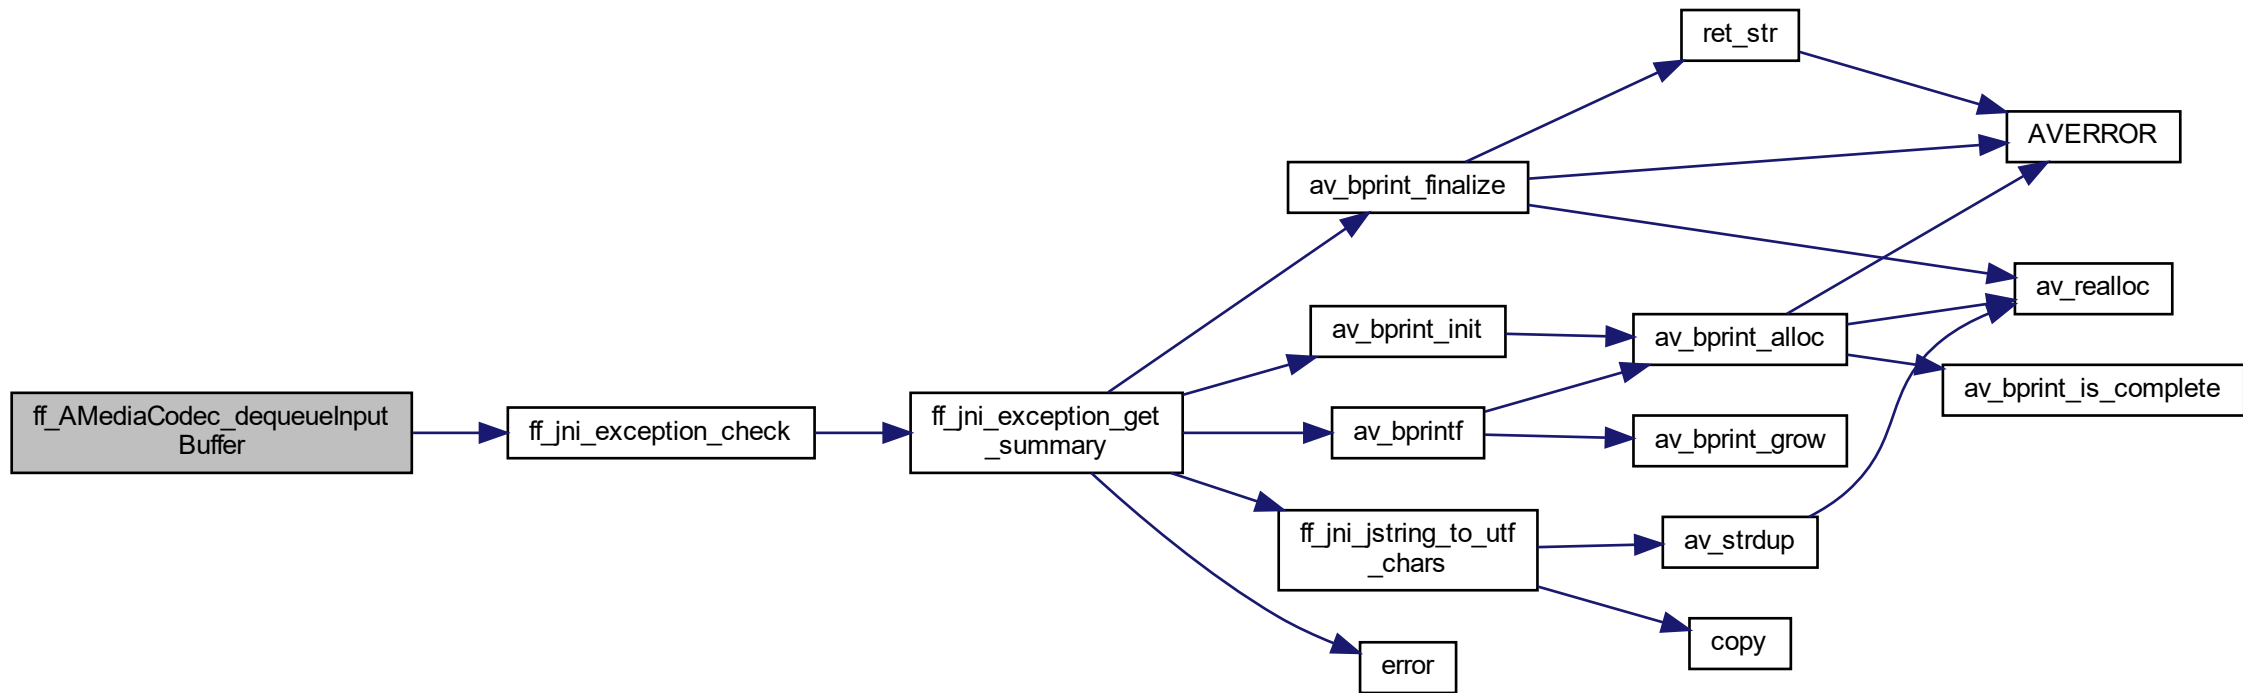 ff_AMediaCodec_dequeueInput
Buffer
ff_jni_exception_check
ff_jni_exception_get
_summary
av_bprint_finalize
ret_str
AVERROR
av_realloc
av_bprint_init
av_bprint_alloc
av_bprint_is_complete
av_bprintf
av_bprint_grow
ff_jni_jstring_to_utf
_chars
av_strdup
copy
error